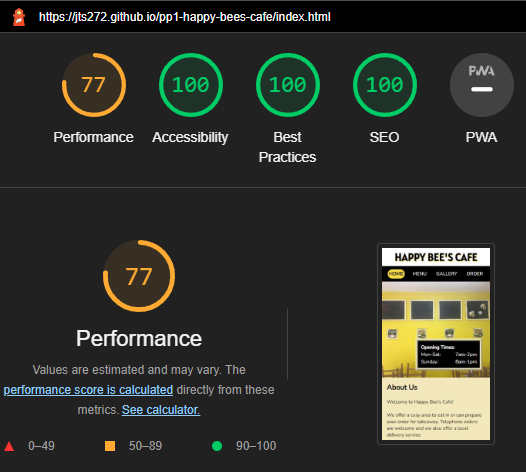 https://jts272.github.io/pp1-happy-bees-cafe/index.html
77
100
100
100
PWA
Performance
Accessibility
Best
Practices
SEO
PWA
77
Performance
Values are estimated and may vary. The
performance score is calculated directly from these
metrics. See calculator.
0–49
50–89
90–100
HAPPY BEE'S CAFE
HOME
MENU
GALLERY
ORDER
Opening Times:
Mon-Sat: 7am-2pm
Sunday: 8am-1pm
About Us
Welcome to Happy Bee's Cafe!
We offer a cosy area to eat in or can prepare
your order for takeaway. Telephone orders
are welcome and we also offer a local
delivery service.